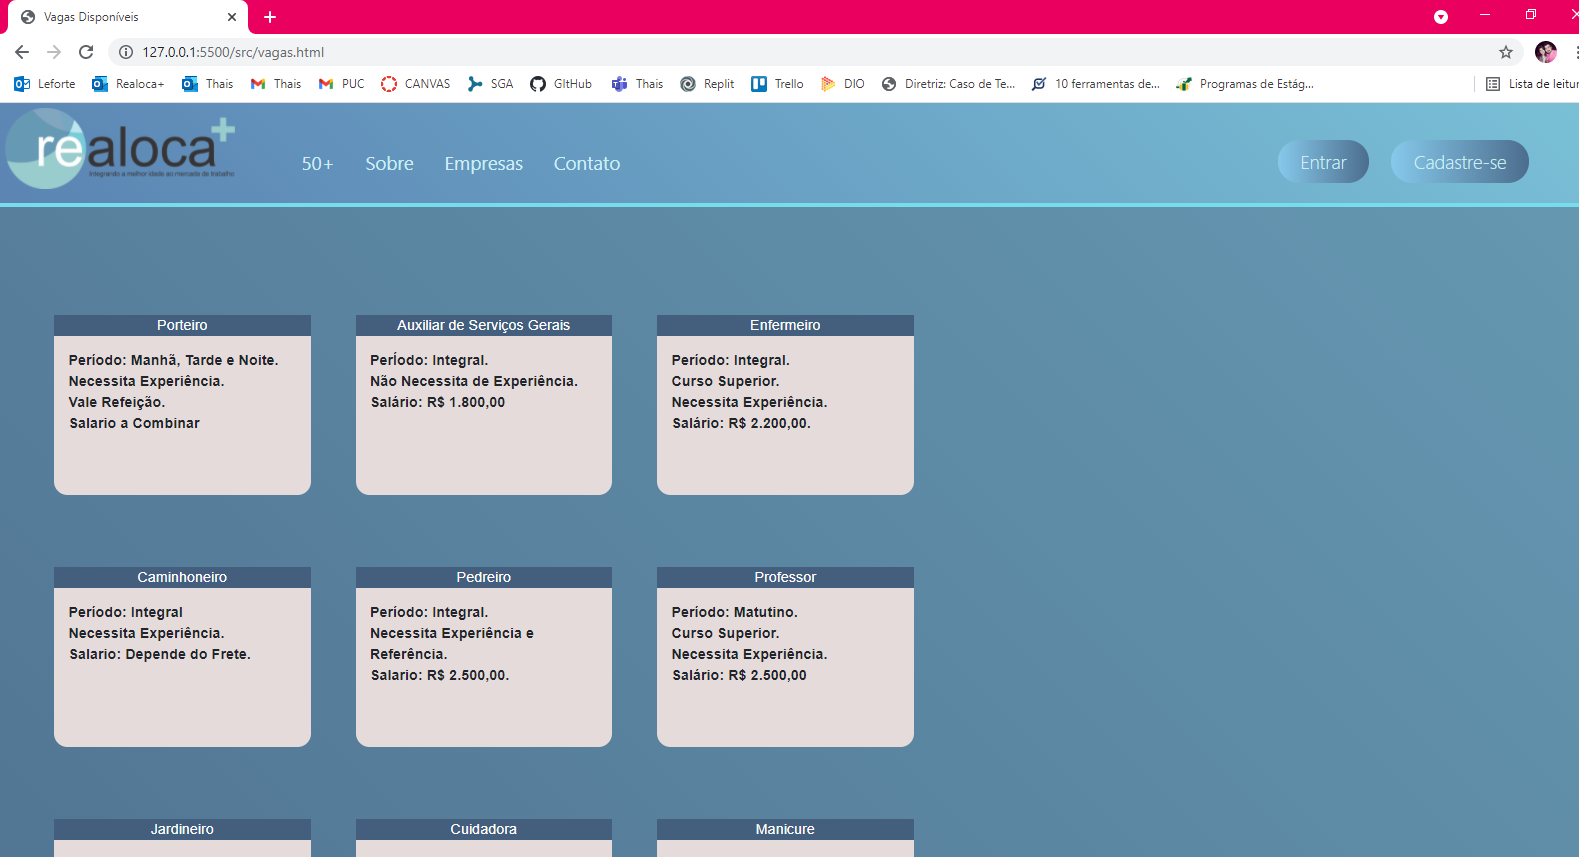 Vagas Disponíveis
127.0.0.1:5500/src/vagas.html
Leforte Realoca+ Thais Thais PUC CANVAS SGA GItHub Thais Replit Trello DIO Diretriz: Caso de Te... 10 ferramentas de... Programas de Estág... Lista de leitur
realoca+
Integrando a melhor idade ao mercado de trabalho
50+ Sobre Empresas Contato Entrar Cadastre-se
Porteiro
Período: Manhã, Tarde e Noite.
Necessita Experiência.
Vale Refeição.
Salario a Combinar
Auxiliar de Serviços Gerais
PerÍodo: Integral.
Não Necessita de Experiência.
Salário: R$ 1.800,00
Enfermeiro
Período: Integral.
Curso Superior.
Necessita Experiência.
Salário: R$ 2.200,00.
Caminhoneiro
Período: Integral
Necessita Experiência.
Salario: Depende do Frete.
Pedreiro
Período: Integral.
Necessita Experiência e
Referência.
Salario: R$ 2.500,00.
Professor
Período: Matutino.
Curso Superior.
Necessita Experiência.
Salário: R$ 2.500,00
Jardineiro
Cuidadora
Manicure